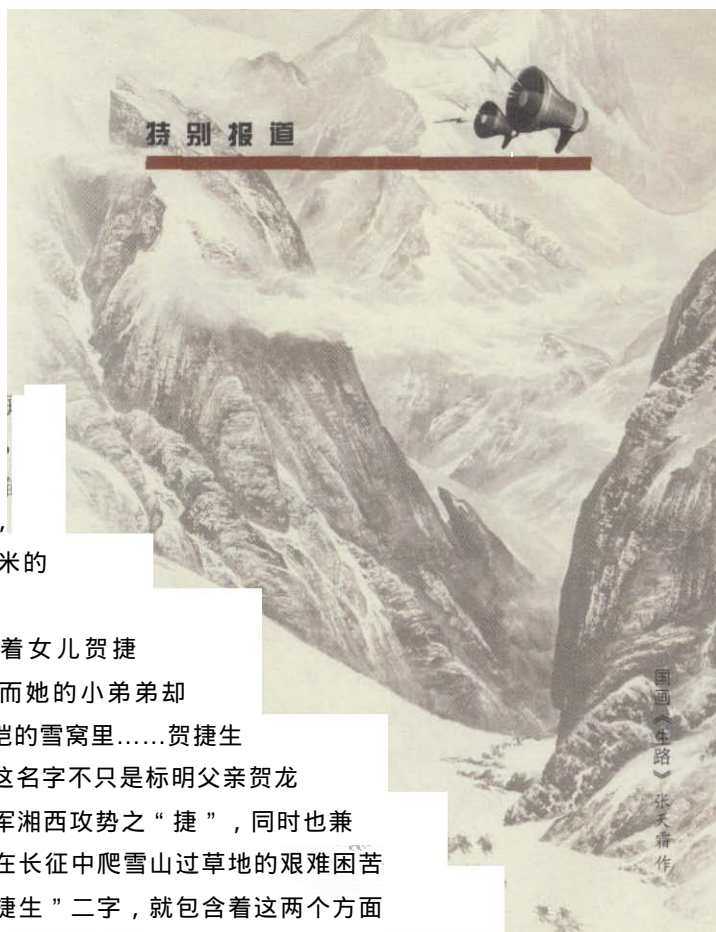 特别报道
，
米的
着女儿贺捷
而她的小弟弟却
皑的雪窝里……贺捷生
这名字不只是标明父亲贺龙
军湘西攻势之“捷”，同时也兼
在长征中爬雪山过草地的艰难困苦
捷生”二字，就包含着这两个方面
国画《生路》 张天霜作